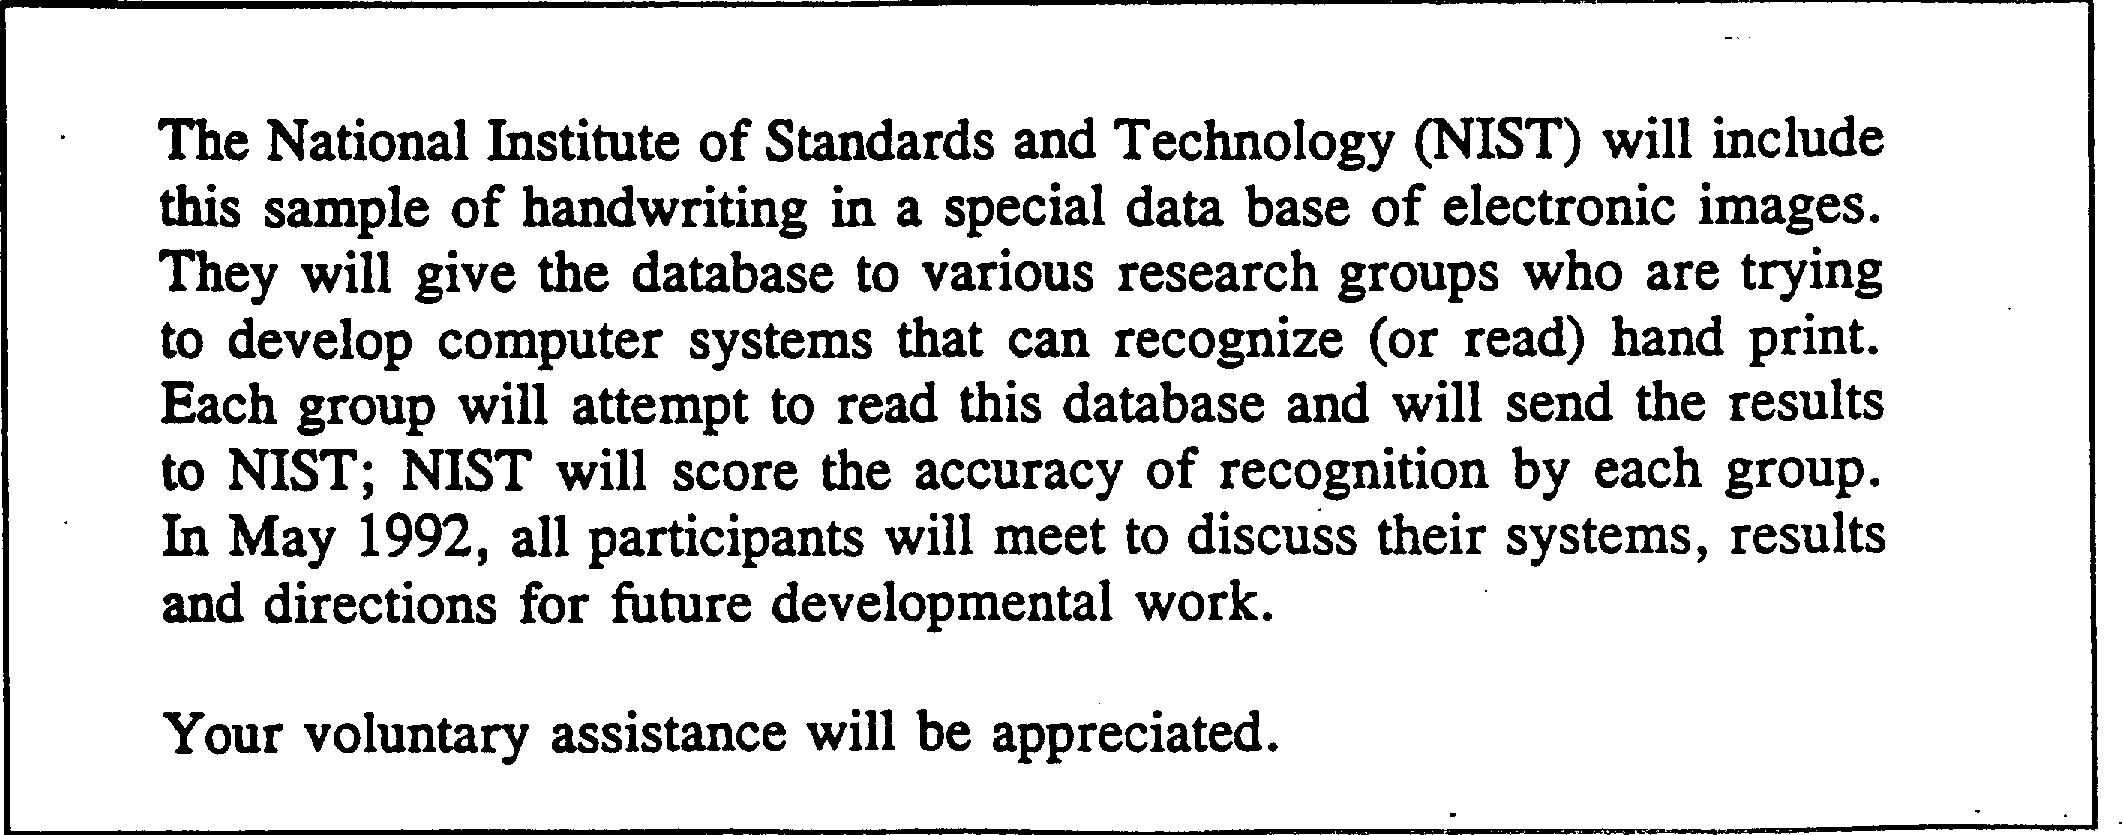 The National Institute of Standards and Technology (NIST) will include
this sample of handwriting in a special data base of electronic images.
They will give the database to various research groups who are trying
to develop computer systems that can recognize (or read) hand print.
Each group will attempt to read this database and will send the results
to NIST; NIST will score the accuracy of recognition by each group.
In May 1992, all participants will meet to discuss their systems, results
and directions for future developmental work.
Your voluntary assistance will be appreciated.